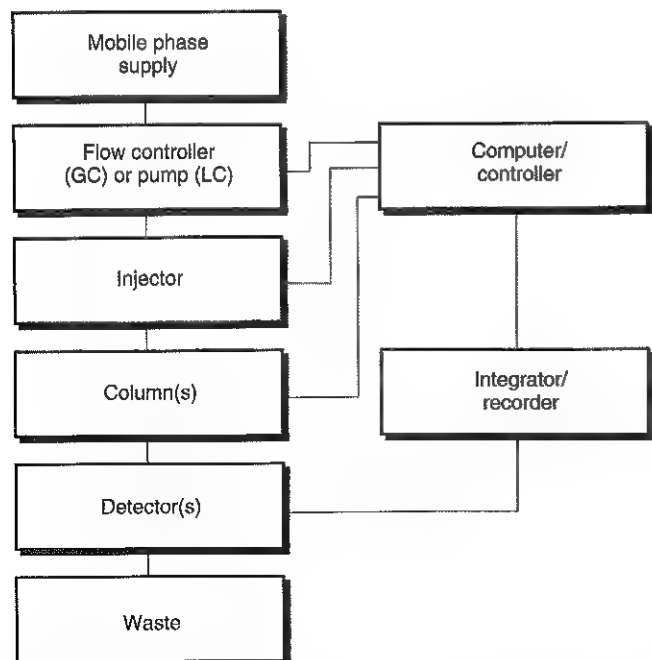 Mobile phase
supply
Flow controller
(GC) or pump (LC)
Computer/
controller
Injector
Column(s)
Integrator/
recorder
Detector(s)
Waste